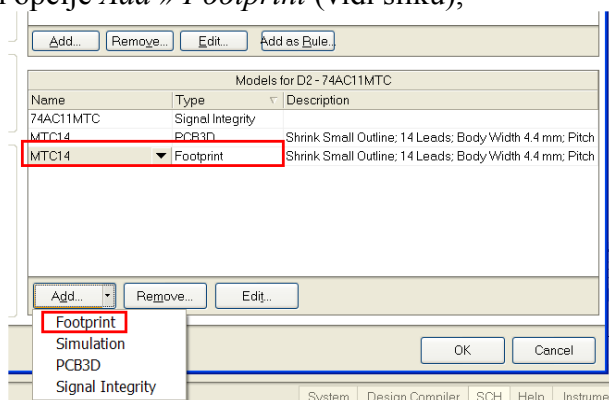 opcije Add » Footprint (vidi sliku),
Add... Remove... Edit... Add as Rule...
Models for D2 - 74AC11MTC
Name Type Description
74AC11MTC Signal Integrity
MTC14 PCB3D Shrink Small Outline; 14 Leads; Body Width 4.4 mm; Pitch
MTC14 Footprint Shrink Small Outline; 14 Leads; Body Width 4.4 mm; Pitch
Add... Remove... Edit...
Footprint
Simulation
PCB3D
Signal Integrity
OK Cancel
System Design Compiler SCH Help Instrume